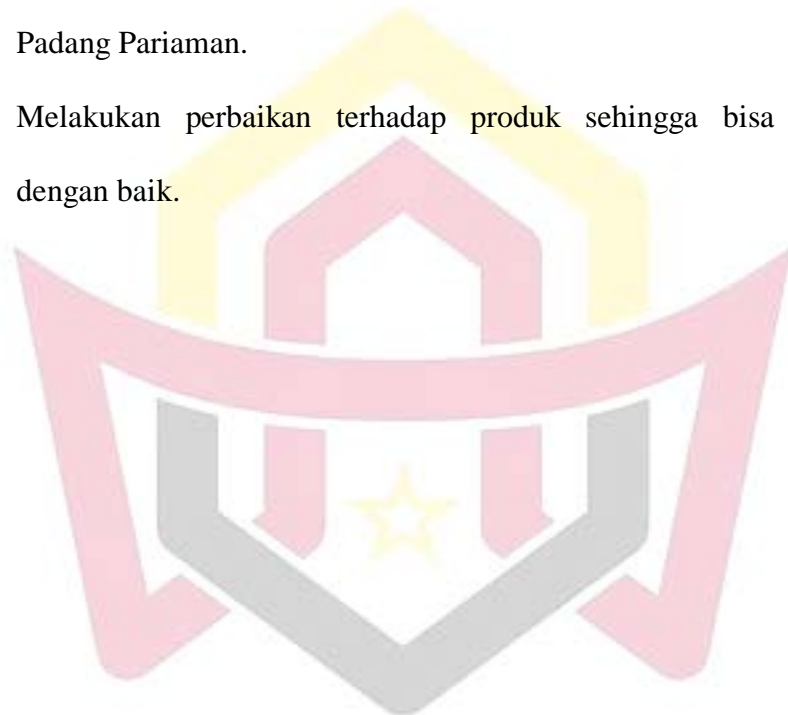 Padang Pariaman.
Melakukan perbaikan terhadap produk sehingga bisa
dengan baik.